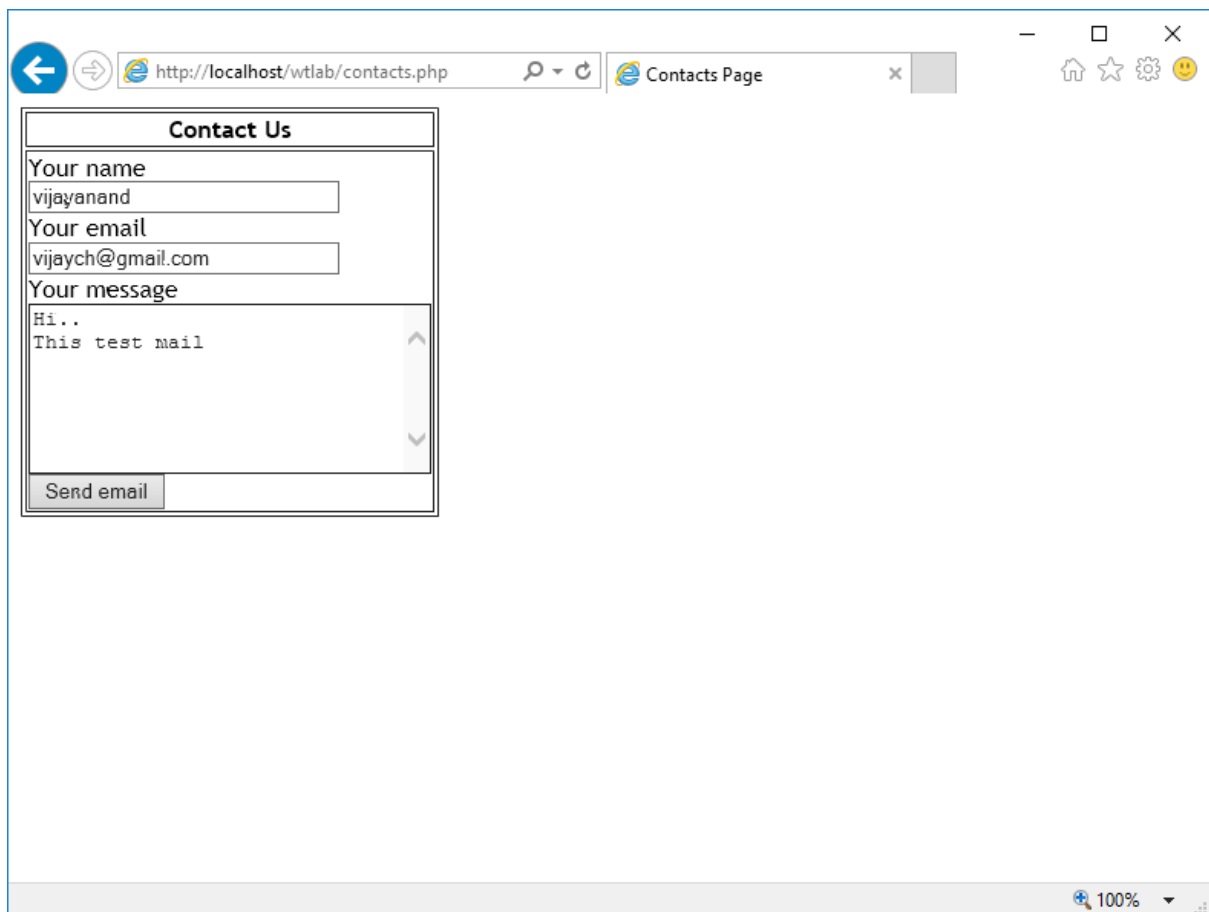 http://localhost/wtlab/contacts.php
Contacts Page
Contact Us
Your name
vijayanand
Your email
vijaych@gmail.com
Your message
Hi..
This test mail
Send email
100%